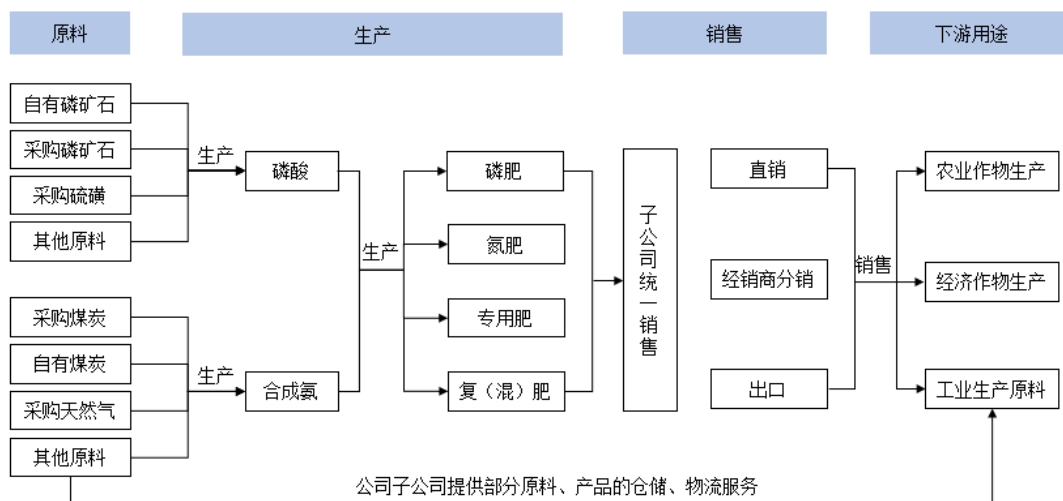 原料
生产
销售
下游用途
自有磷矿石
采购磷矿石
采购硫磺
其他原料
生产
磷酸
采购煤炭
自有煤炭
采购天然气
其他原料
生产
合成氨
生产
磷肥
氮肥
专用肥
复（混）肥
子公司统一销售
直销
经销商分销
出口
销售
农业作物生产
经济作物生产
工业生产原料
公司子公司提供部分原料、产品的仓储、物流服务